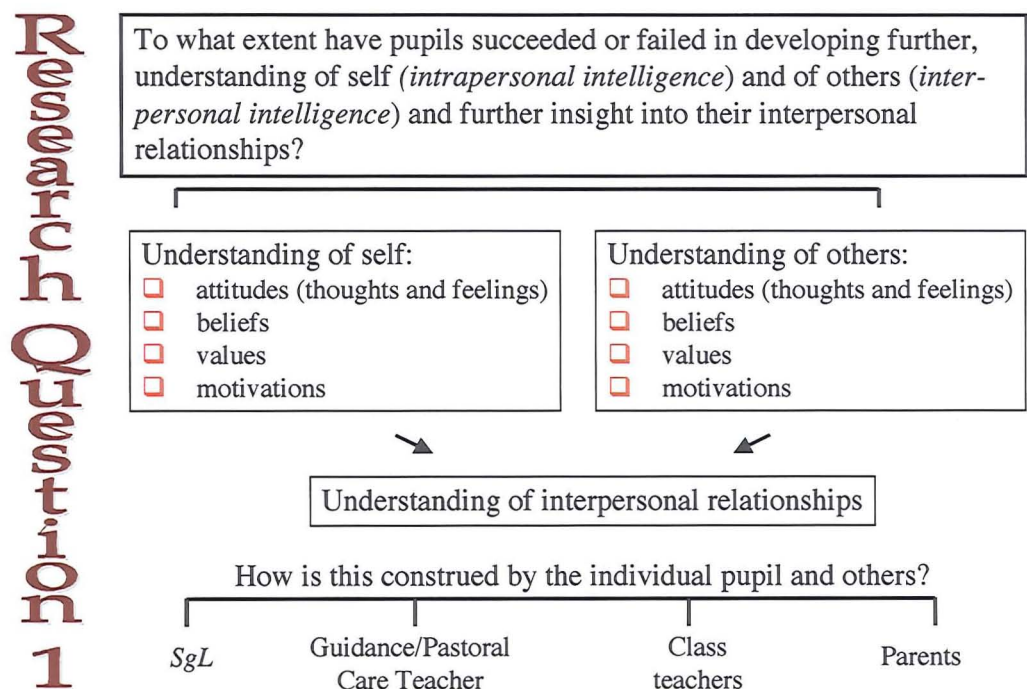 Research Question 1
To what extent have pupils succeeded or failed in developing further,
understanding of self (intrapersonal intelligence) and of others (inter-
personal intelligence) and further insight into their interpersonal
relationships?
Understanding of self:
attitudes (thoughts and feelings)
beliefs
values
motivations
Understanding of others:
attitudes (thoughts and feelings)
beliefs
values
motivations
Understanding of interpersonal relationships
How is this construed by the individual pupil and others?
SgL
Guidance/Pastoral
Care Teacher
Class
teachers
Parents